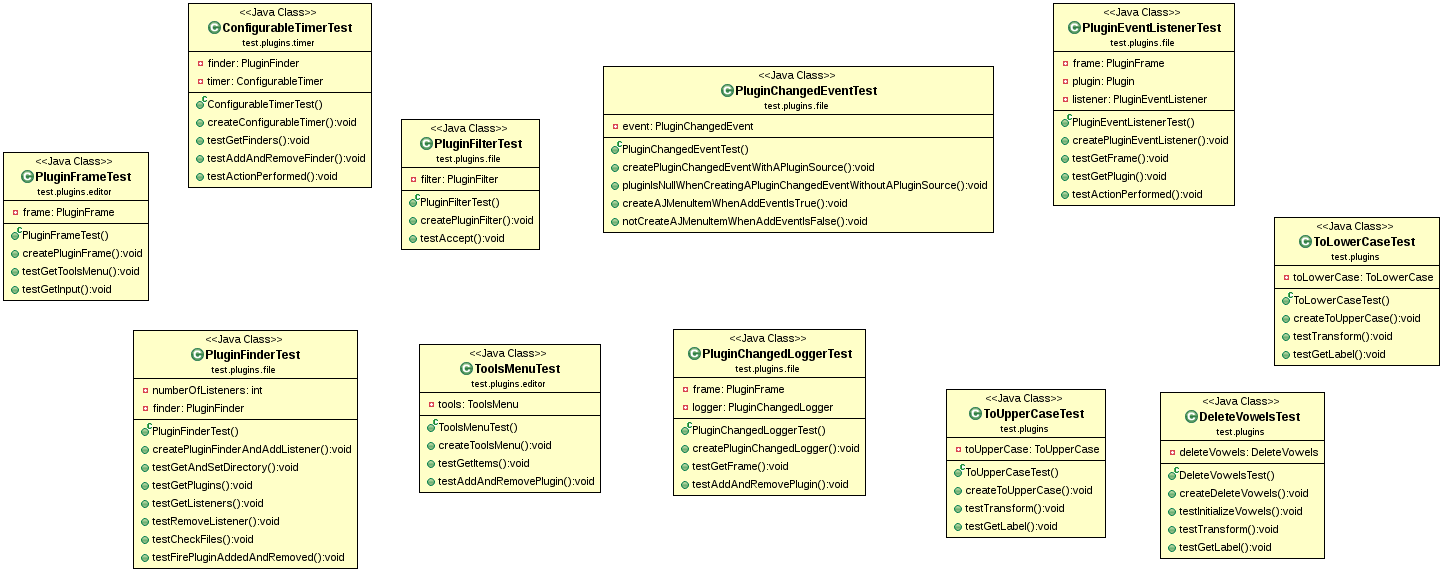 <<Java Class>>
ConfigurableTimerTest
test.plugins.timer
finder: PluginFinder
timer: ConfigurableTimer
ConfigurableTimerTest()
createConfigurableTimer():void
testGetFinders():void
testAddAndRemoveFinder():void
testActionPerformed():void
<<Java Class>>
PluginEventListenerTest
test.plugins.file
frame: PluginFrame
plugin: Plugin
listener: PluginEventListener
PluginEventListenerTest()
createPluginEventListener():void
testGetFrame():void
testGetPlugin():void
testActionPerformed():void
<<Java Class>>
PluginChangedEventTest
test.plugins.file
event: PluginChangedEvent
PluginChangedEventTest()
createPluginChangedEventWithAPluginSource():void
pluginIsNullWhenCreatingAPluginChangedEventWithoutAPluginSource():void
createAJMenuItemWhenAddEventIsTrue():void
notCreateAJMenuItemWhenAddEventIsFalse():void
<<Java Class>>
PluginFilterTest
test.plugins.file
filter: PluginFilter
PluginFilterTest()
createPluginFilter():void
testAccept():void
<<Java Class>>
PluginFrameTest
test.plugins.editor
frame: PluginFrame
PluginFrameTest()
createPluginFrame():void
testGetToolsMenu():void
testGetInput():void
<<Java Class>>
ToLowerCaseTest
test.plugins
toLowerCase: ToLowerCase
ToLowerCaseTest()
createToUpperCase():void
testTransform():void
testGetLabel():void
<<Java Class>>
PluginFinderTest
test.plugins.file
numberOfListeners: int
finder: PluginFinder
PluginFinderTest()
createPluginFinderAndAddListener():void
testGetAndSetDirectory():void
testGetPlugins():void
testGetListeners():void
testRemoveListener():void
testCheckFiles():void
testFirePluginAddedAndRemoved():void
<<Java Class>>
ToolsMenuTest
test.plugins.editor
tools: ToolsMenu
ToolsMenuTest()
createToolsMenu():void
testGetItems():void
testAddAndRemovePlugin():void
<<Java Class>>
PluginChangedLoggerTest
test.plugins.file
frame: PluginFrame
logger: PluginChangedLogger
PluginChangedLoggerTest()
createPluginChangedLogger():void
testGetFrame():void
testAddAndRemovePlugin():void
<<Java Class>>
ToUpperCaseTest
test.plugins
toUpperCase: ToUpperCase
ToUpperCaseTest()
createToUpperCase():void
testTransform():void
testGetLabel():void
<<Java Class>>
DeleteVowelsTest
test.plugins
deleteVowels: DeleteVowels
DeleteVowelsTest()
createDeleteVowels():void
testInitializeVowels():void
testTransform():void
testGetLabel():void